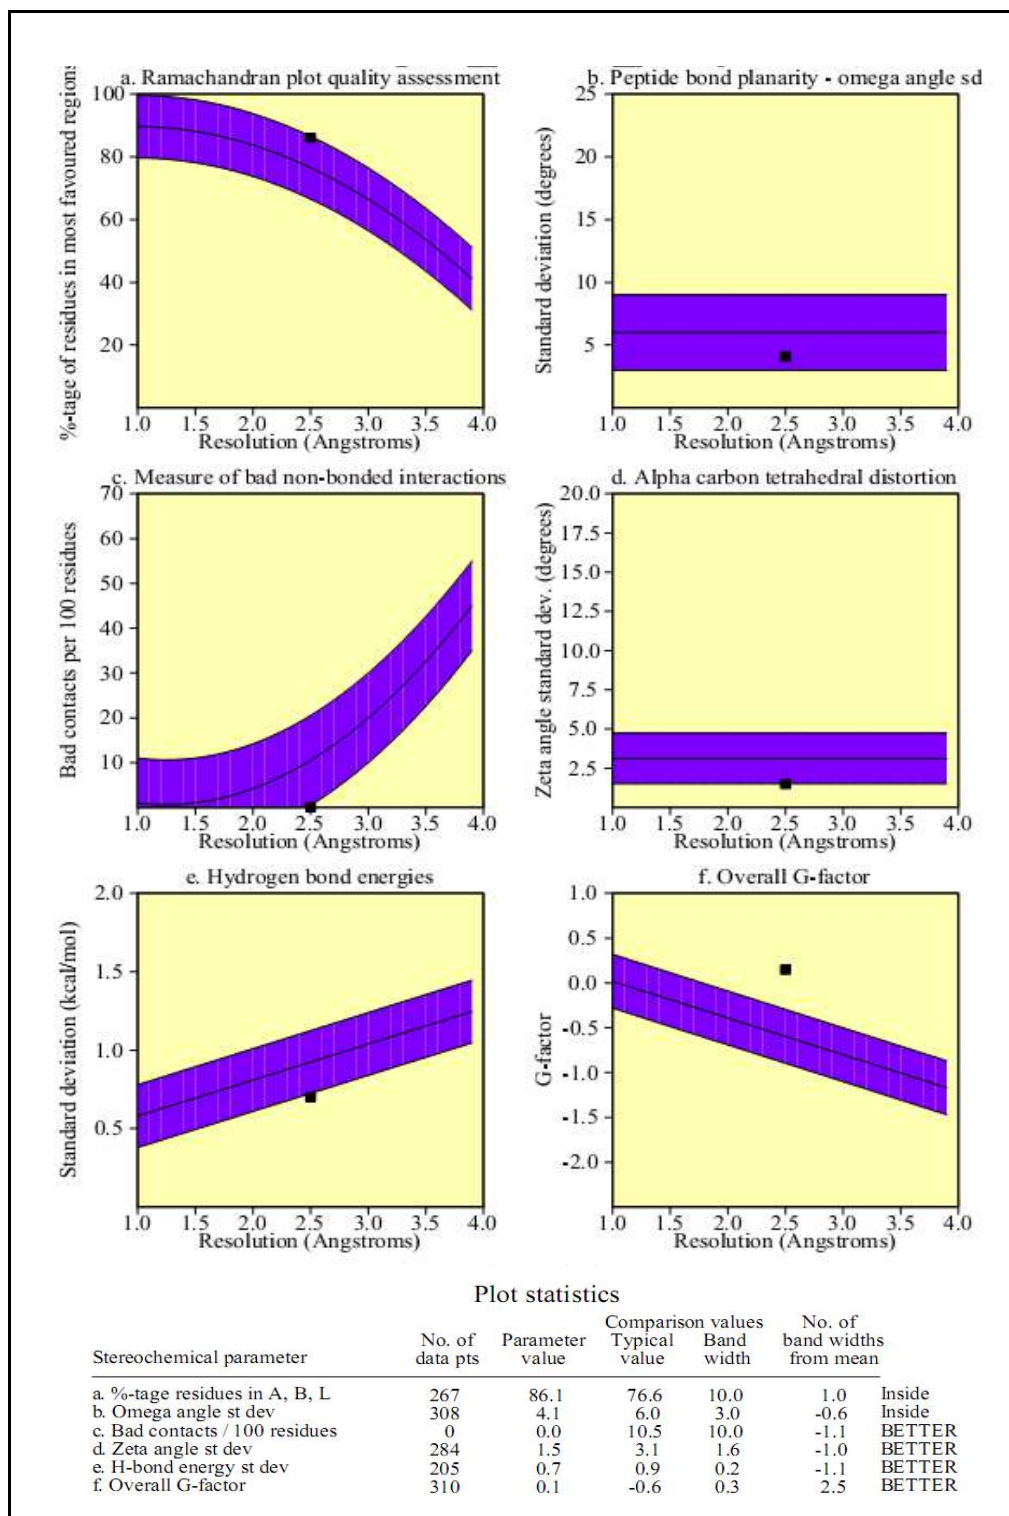 a. Ramachandran plot quality assessment
%-tage of residues in most favoured regions
100
80
60
40
20
1.0 1.5 2.0 2.5 3.0 3.5 4.0
Resolution (Angstroms)
b. Peptide bond planarity - omega angle sd
Standard deviation (degrees)
25
20
15
10
5
1.0 1.5 2.0 2.5 3.0 3.5 4.0
Resolution (Angstroms)
c. Measure of bad non-bonded interactions
Bad contacts per 100 residues
70
60
50
40
30
20
10
1.0 1.5 2.0 2.5 3.0 3.5 4.0
Resolution (Angstroms)
d. Alpha carbon tetrahedral distortion
Zeta angle standard dev. (degrees)
20.0
17.5
15.0
12.5
10.0
7.5
5.0
2.5
1.0 1.5 2.0 2.5 3.0 3.5 4.0
Resolution (Angstroms)
e. Hydrogen bond energies
Standard deviation (kcal/mol)
2.0
1.5
1.0
0.5
1.0 1.5 2.0 2.5 3.0 3.5 4.0
Resolution (Angstroms)
f. Overall G-factor
G-factor
1.0
0.5
0.0
-0.5
-1.0
-1.5
-2.0
1.0 1.5 2.0 2.5 3.0 3.5 4.0
Resolution (Angstroms)
Plot statistics
Comparison values No. of
No. of Parameter Typical Band band widths
Stereochemical parameter data pts value value width from mean
a. %-tage residues in A, B, L 267 86.1 76.6 10.0 1.0 Inside
b. Omega angle st dev 308 4.1 6.0 3.0 -0.6 Inside
c. Bad contacts / 100 residues 0 0.0 10.5 10.0 -1.1 BETTER
d. Zeta angle st dev 284 1.5 3.1 1.6 -1.0 BETTER
e. H-bond energy st dev 205 0.7 0.9 0.2 -1.1 BETTER
f. Overall G-factor 310 0.1 -0.6 0.3 2.5 BETTER